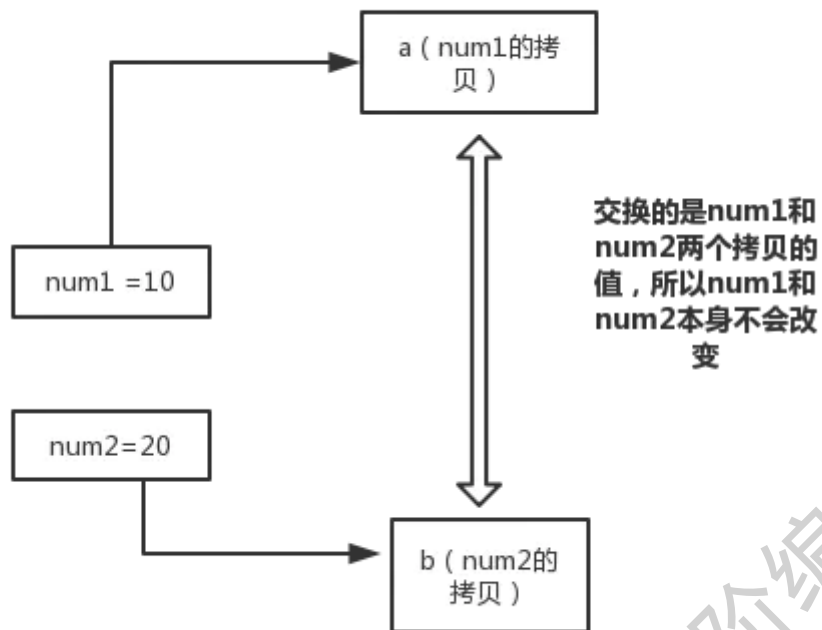 a（num1的拷
贝）
num1 =10
交换的是num1和
num2两个拷贝的
值，所以num1和
num2本身不会改
变
num2=20
b（num2的
拷贝）
阶编